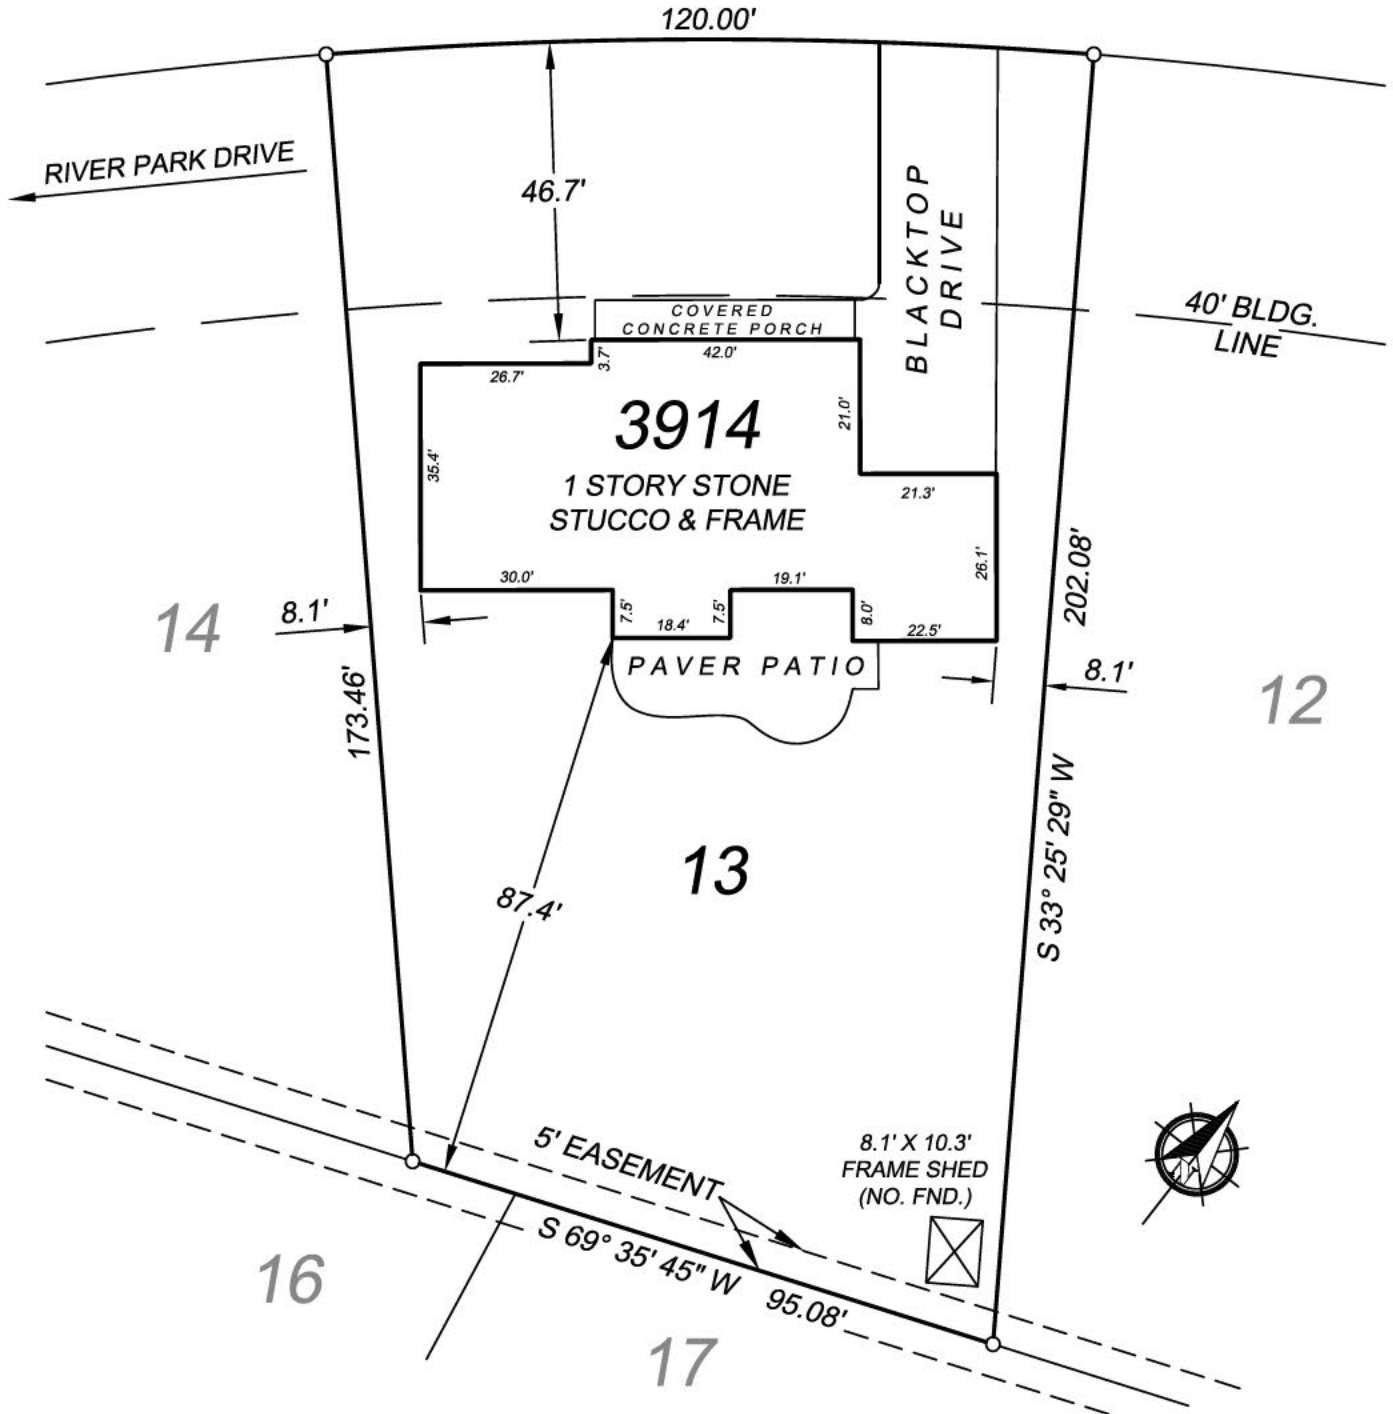 120.00'
RIVER PARK DRIVE
46.7'
BLACKTOP
DRIVE
40' BLDG.
LINE
COVERED
CONCRETE PORCH
3.7'
42.0'
26.7'
21.0'
3914
35.4'
1 STORY STONE
STUCCO & FRAME
21.3'
26.1'
30.0'
19.1'
7.5'
7.5'
8.0'
18.4'
22.5'
202.08'
14
8.1'
PAVER PATIO
8.1'
12
173.46'
S 33° 25' 29" W
13
87.4'
5' EASEMENT
8.1' X 10.3'
FRAME SHED
(NO. FND.)
N
S 69° 35' 45" W
95.08'
16
17